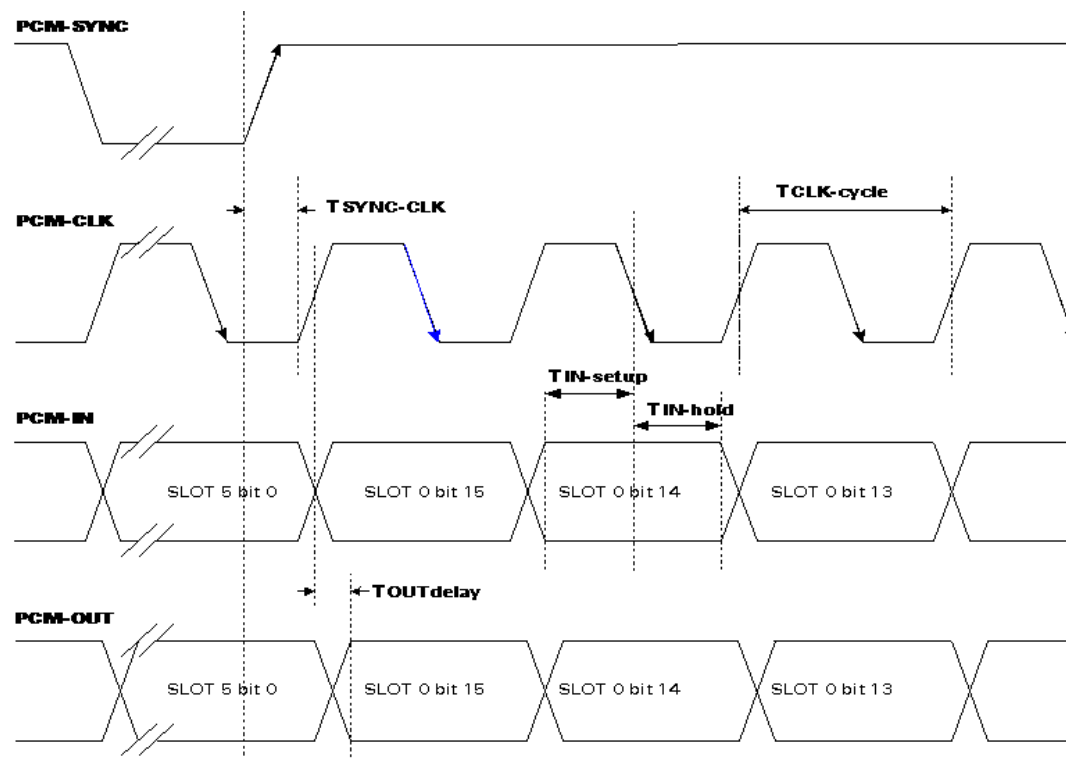 PCM-SYNC
TSYNC-CLK
TCLK-cycle
PCM-CLK
TIN-setup
TIN-hold
PCM-IN
SLOT 5 bit 0
SLOT 0 bit 15
SLOT 0 bit 14
SLOT 0 bit 13
TOUTdelay
PCM-OUT
SLOT 5 bit 0
SLOT 0 bit 15
SLOT 0 bit 14
SLOT 0 bit 13